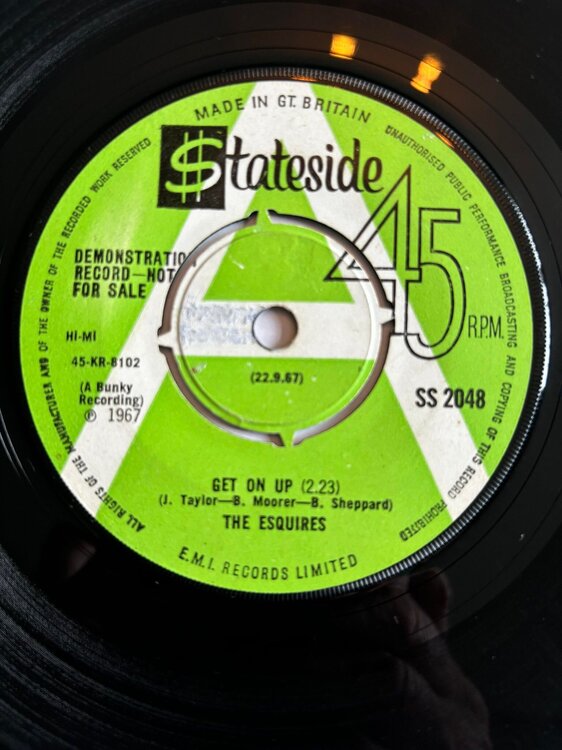 MADE IN GT. BRITAIN
$tateside
45
R.P.M.
DEMONSTRATIO
RECORD—NOT
FOR SALE
HI-MI
45-KR-8102
(A Bunky
Recording)
℗ 1967
(22.9.67)
SS 2048
A
GET ON UP (2.23)
(J. Taylor—B. Moorer—B. Sheppard)
THE ESQUIRES
E.M.I. RECORDS LIMITED
ALL RIGHTS OF THE MANUFACTURER AND OF THE OWNER OF THE RECORDED WORK RESERVED
UNAUTHORISED PUBLIC PERFORMANCE BROADCASTING AND COPYING OF THIS RECORD PROHIBITED